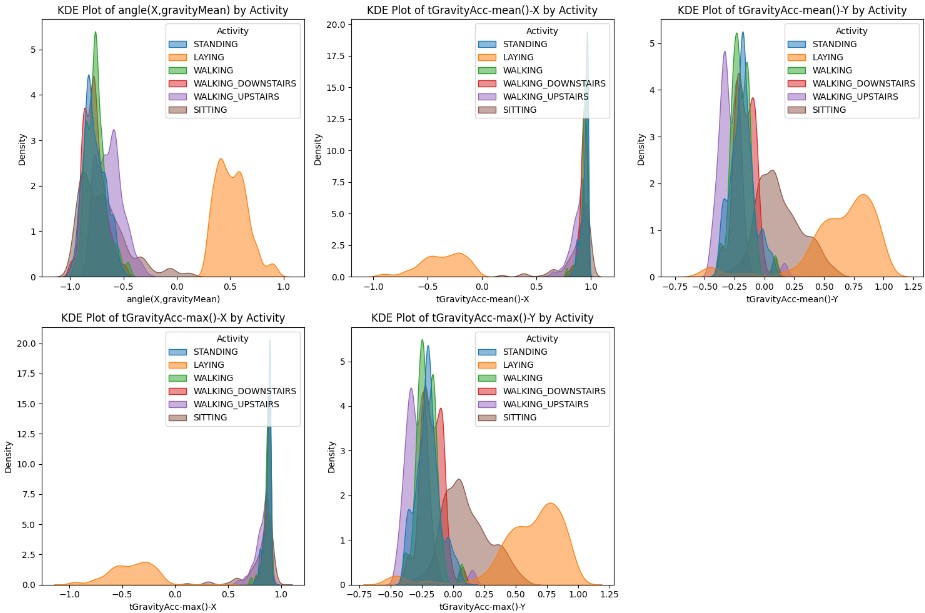 KDE Plot of angle(X,gravityMean) by Activity
Activity
STANDING
LAYING
WALKING
WALKING_DOWNSTAIRS
WALKING_UPSTAIRS
SITTING
Density
5
4
3
2
1
0
−1.0 −0.5 0.0 0.5 1.0
angle(X,gravityMean)
KDE Plot of tGravityAcc-mean()-X by Activity
Activity
STANDING
LAYING
WALKING
WALKING_DOWNSTAIRS
WALKING_UPSTAIRS
SITTING
Density
20.0
17.5
15.0
12.5
10.0
7.5
5.0
2.5
0.0
−1.0 −0.5 0.0 0.5 1.0
tGravityAcc-mean()-X
KDE Plot of tGravityAcc-mean()-Y by Activity
Activity
STANDING
LAYING
WALKING
WALKING_DOWNSTAIRS
WALKING_UPSTAIRS
SITTING
Density
5
4
3
2
1
0
−0.75 −0.50 −0.25 0.00 0.25 0.50 0.75 1.00 1.25
tGravityAcc-mean()-Y
KDE Plot of tGravityAcc-max()-X by Activity
Activity
STANDING
LAYING
WALKING
WALKING_DOWNSTAIRS
WALKING_UPSTAIRS
SITTING
Density
20.0
17.5
15.0
12.5
10.0
7.5
5.0
2.5
0.0
−1.0 −0.5 0.0 0.5 1.0
tGravityAcc-max()-X
KDE Plot of tGravityAcc-max()-Y by Activity
Activity
STANDING
LAYING
WALKING
WALKING_DOWNSTAIRS
WALKING_UPSTAIRS
SITTING
Density
5
4
3
2
1
0
−0.75 −0.50 −0.25 0.00 0.25 0.50 0.75 1.00 1.25
tGravityAcc-max()-Y